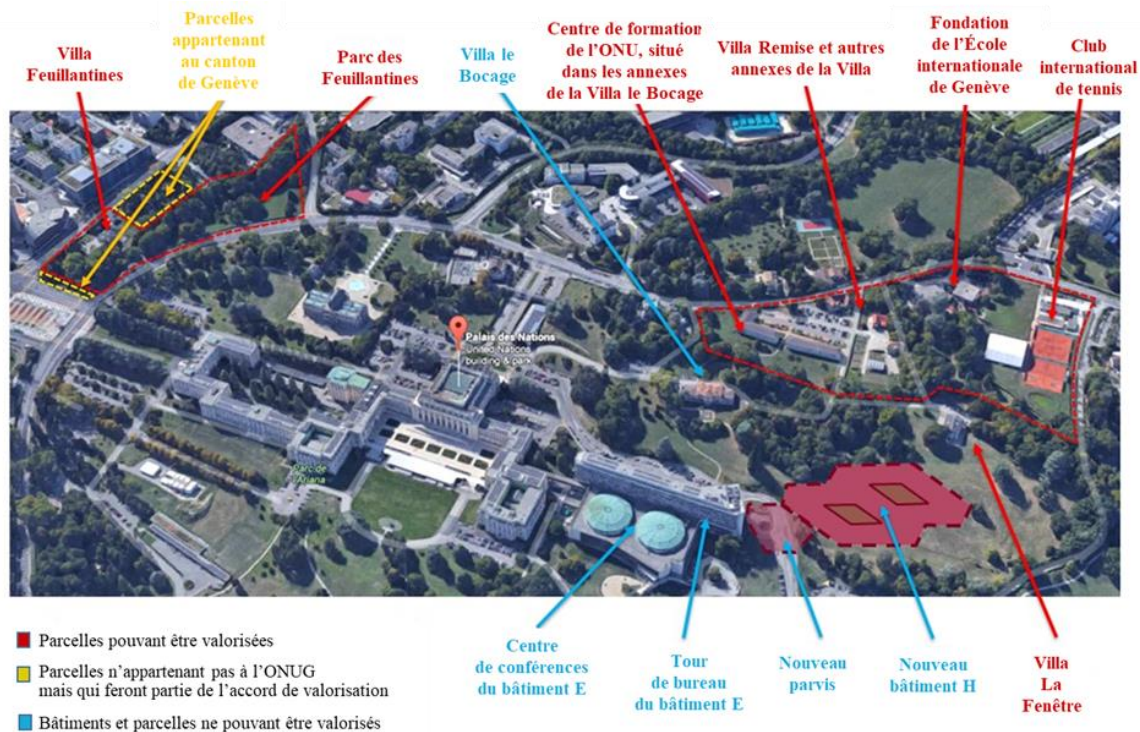 Parcelles
appartenant
au canton
de Genève
Villa
Feuillantines
Parc des
Feuillantines
Villa le
Bocage
Centre de formation
de l'ONU, situé
dans les annexes
de la Villa le Bocage
Villa Remise et autres
annexes de la Villa
Fondation
de l'École
internationale
de Genève
Club
international
de tennis
Palais des Nations
United Nations
building & park
Parc de
l'Ariana
Centre
de conférences
du bâtiment E
Tour
de bureau
du bâtiment E
Nouveau
parvis
Nouveau
bâtiment H
Villa
La
Fenêtre
Parcelles pouvant être valorisées
Parcelles n'appartenant pas à l'ONUG
mais qui feront partie de l'accord de valorisation
Bâtiments et parcelles ne pouvant être valorisés